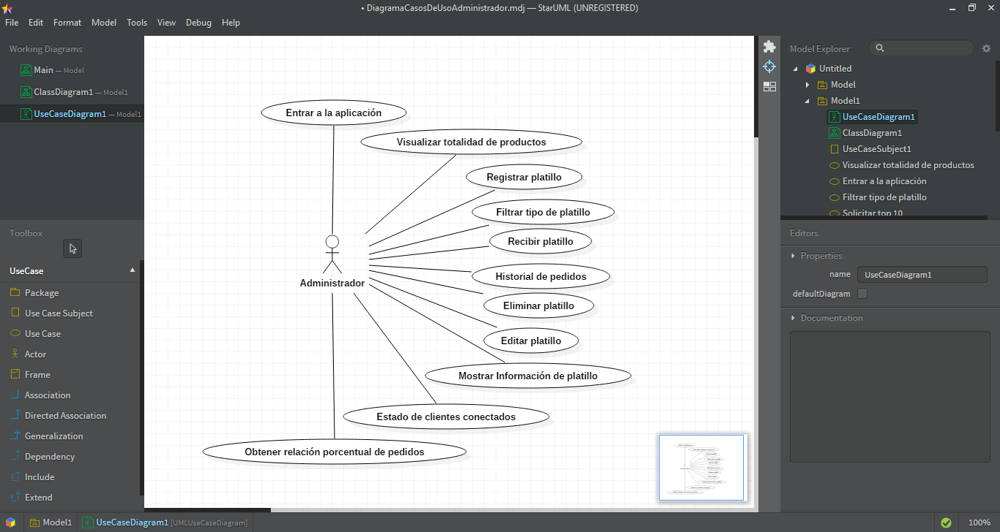 • DiagramaCasosDeUsoAdministrador.mdj — StarUML (UNREGISTERED)
File Edit Format Model Tools View Debug Help
Working Diagrams
Main — Model
ClassDiagram1 — Model1
UseCaseDiagram1 — Model1
Toolbox
UseCase
Package
Use Case Subject
Use Case
Actor
Frame
Association
Directed Association
Generalization
Dependency
Include
Extend
Entrar a la aplicación
Visualizar totalidad de productos
Registrar platillo
Filtrar tipo de platillo
Recibir platillo
Historial de pedidos
Administrador
Eliminar platillo
Editar platillo
Mostrar Información de platillo
Estado de clientes conectados
Obtener relación porcentual de pedidos
Model Explorer
Untitled
Model
Model1
UseCaseDiagram1
ClassDiagram1
UseCaseSubject1
Visualizar totalidad de productos
Entrar a la aplicación
Filtrar tipo de platillo
Solicitar top 10
Editors
Properties
name UseCaseDiagram1
defaultDiagram
Documentation
Model1 UseCaseDiagram1 [UMLUseCaseDiagram] 100%